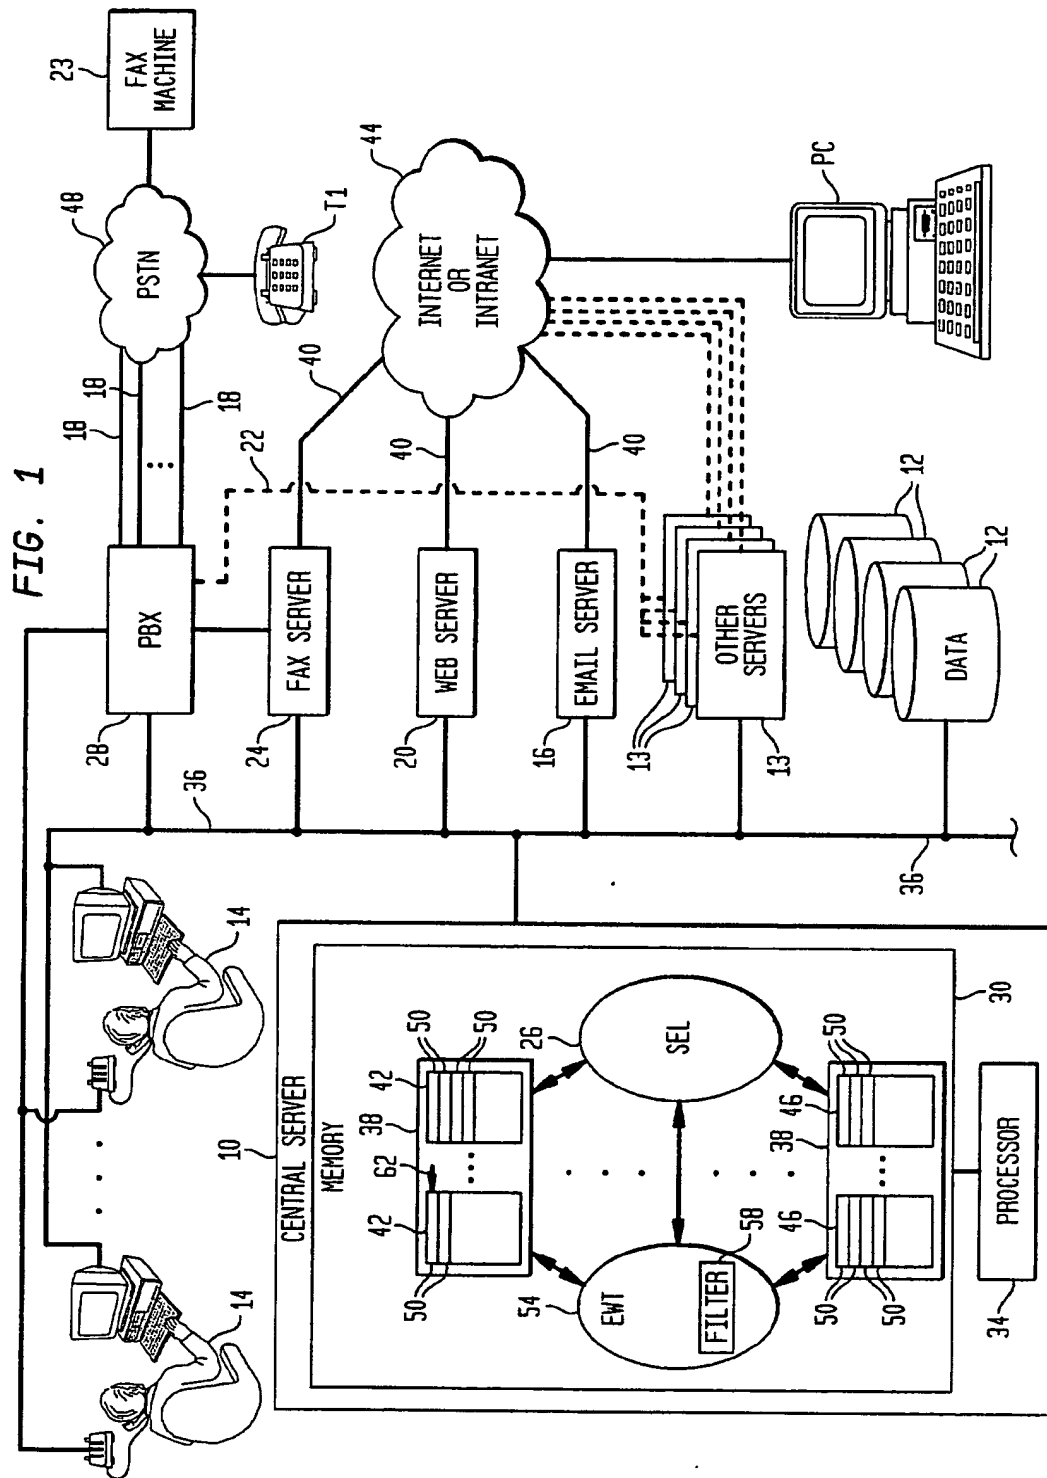 FIG. 1
FAX
MACHINE
23
48
PSTN
T1
18
18
18
22
PBX
28
36
FAX SERVER
24
40
WEB SERVER
20
40
EMAIL SERVER
16
40
INTERNET
OR
INTRANET
44
PC
OTHER
SERVERS
13
13
DATA
12
12
36
14
14
10
CENTRAL SERVER
MEMORY
30
38
42
42
62
50
50
50
26
SEL
54
EWT
FILTER
58
38
46
46
50
50
50
PROCESSOR
34